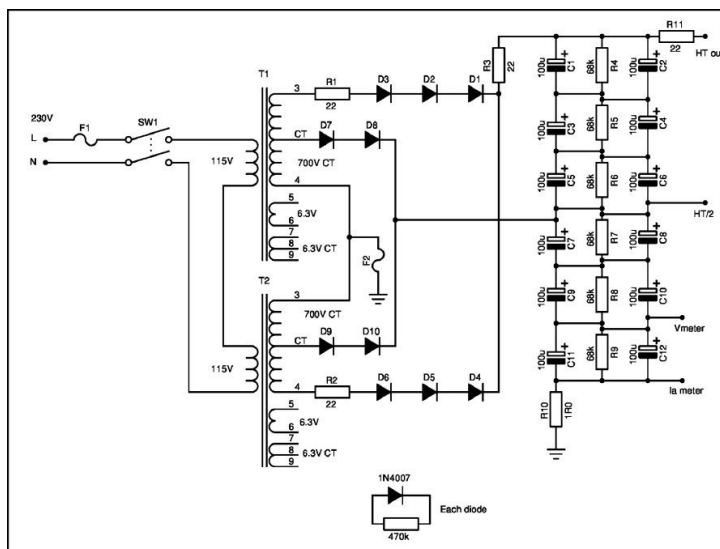 230V
L
F1
SW1
N
115V
T1
3
R1
22
D3
D2
D1
CT
D7
D8
700V CT
4
5
6.3V
6
7
8
6.3V CT
9
F2
T2
3
700V CT
CT
D9
D10
115V
4
R2
22
D6
D5
D4
5
6.3V
6
7
8
6.3V CT
9
R3
22
R11
22
HT ou
100u
C1
68k
R4
100u
C2
100u
C3
68k
R5
100u
C4
100u
C5
68k
R6
100u
C6
HT/2
100u
C7
68k
R7
100u
C8
100u
C9
68k
R8
100u
C10
Vmeter
100u
C11
68k
R9
100u
C12
Ia meter
R10
1R0
1N4007
Each diode
470k